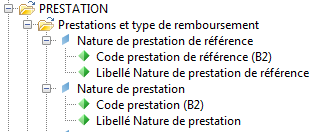 PRESTATION
Prestations et type de remboursement
Nature de prestation de référence
Code prestation de référence (B2)
Libellé Nature de prestation de référence
Nature de prestation
Code prestation (B2)
Libellé Nature de prestation